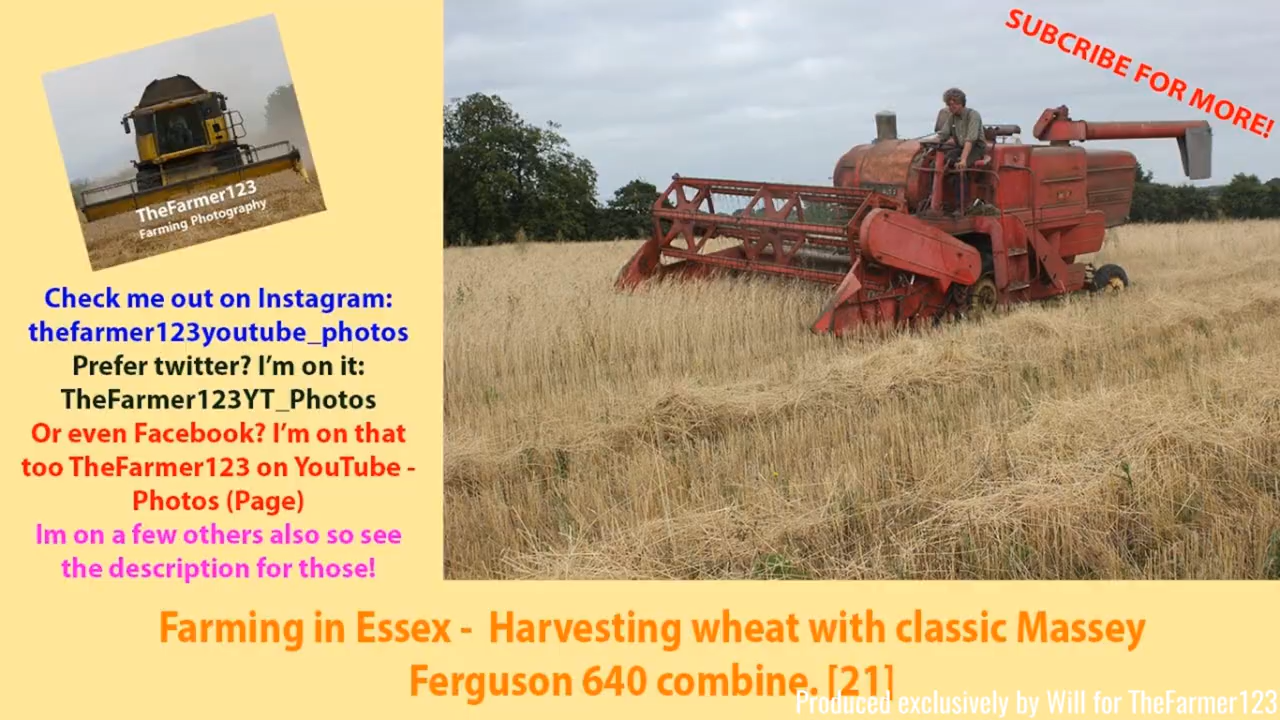 SUBCRIBE FOR MORE!
TheFarmer123
Farming Photography
Check me out on Instagram:
thefarmer123youtube_photos
Prefer twitter? I'm on it:
TheFarmer123YT_Photos
Or even Facebook? I'm on that
too TheFarmer123 on YouTube -
Photos (Page)
Im on a few others also so see
the description for those!
Farming in Essex - Harvesting wheat with classic Massey
Ferguson 640 combine. [21]
Produced exclusively by Will for TheFarmer123